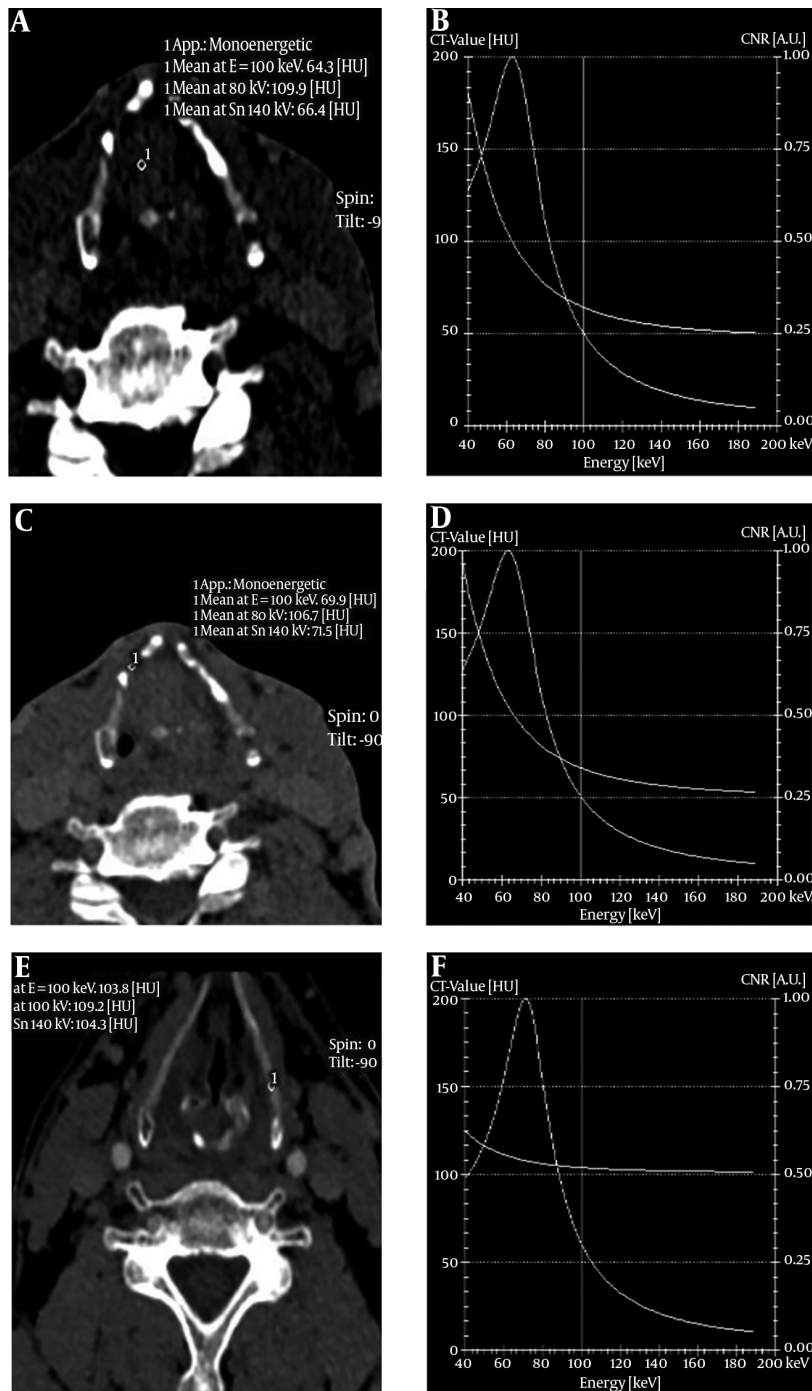 A
1 App.: Monoenergetic
1 Mean at E = 100 keV. 64.3 [HU]
1 Mean at 80 kV: 109.9 [HU]
1 Mean at Sn 140 kV: 66.4 [HU]
1
Spin:
Tilt: -9
B
CT-Value [HU]
CNR [A.U.]
200
150
100
50
0
1.00
0.75
0.50
0.25
0.00
40 60 80 100 120 140 160 180 200 keV
Energy [keV]
C
1 App.: Monoenergetic
1 Mean at E = 100 keV. 69.9 [HU]
1 Mean at 80 kV: 106.7 [HU]
1 Mean at Sn 140 kV: 71.5 [HU]
1
Spin: 0
Tilt: -90
D
CT-Value [HU]
CNR [A.U.]
200
150
100
50
0
1.00
0.75
0.50
0.25
0.00
40 60 80 100 120 140 160 180 200 keV
Energy [keV]
E
at E = 100 keV. 103.8 [HU]
at 100 kV: 109.2 [HU]
Sn 140 kV: 104.3 [HU]
Spin: 0
Tilt: -90
1
F
CT-Value [HU]
CNR [A.U.]
200
150
100
50
0
1.00
0.75
0.50
0.25
0.00
40 60 80 100 120 140 160 180 200 keV
Energy [keV]